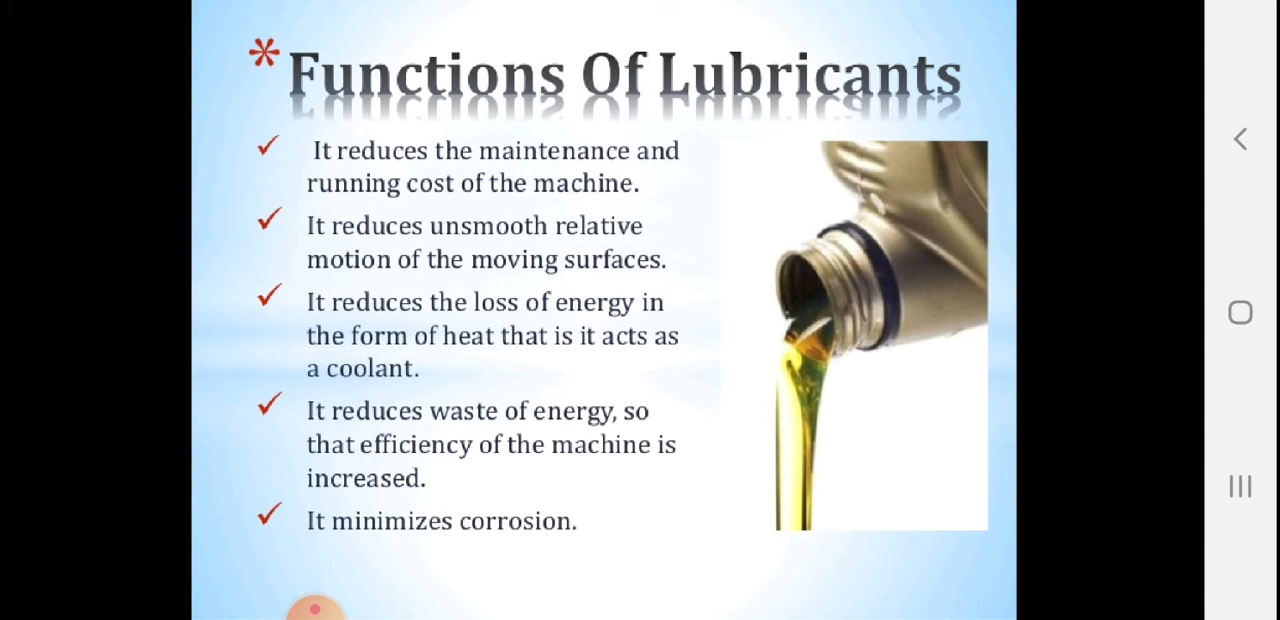 * Functions Of Lubricants
✓ It reduces the maintenance and
running cost of the machine.
✓ It reduces unsmooth relative
motion of the moving surfaces.
✓ It reduces the loss of energy in
the form of heat that is it acts as
a coolant.
✓ It reduces waste of energy, so
that efficiency of the machine is
increased.
✓ It minimizes corrosion.